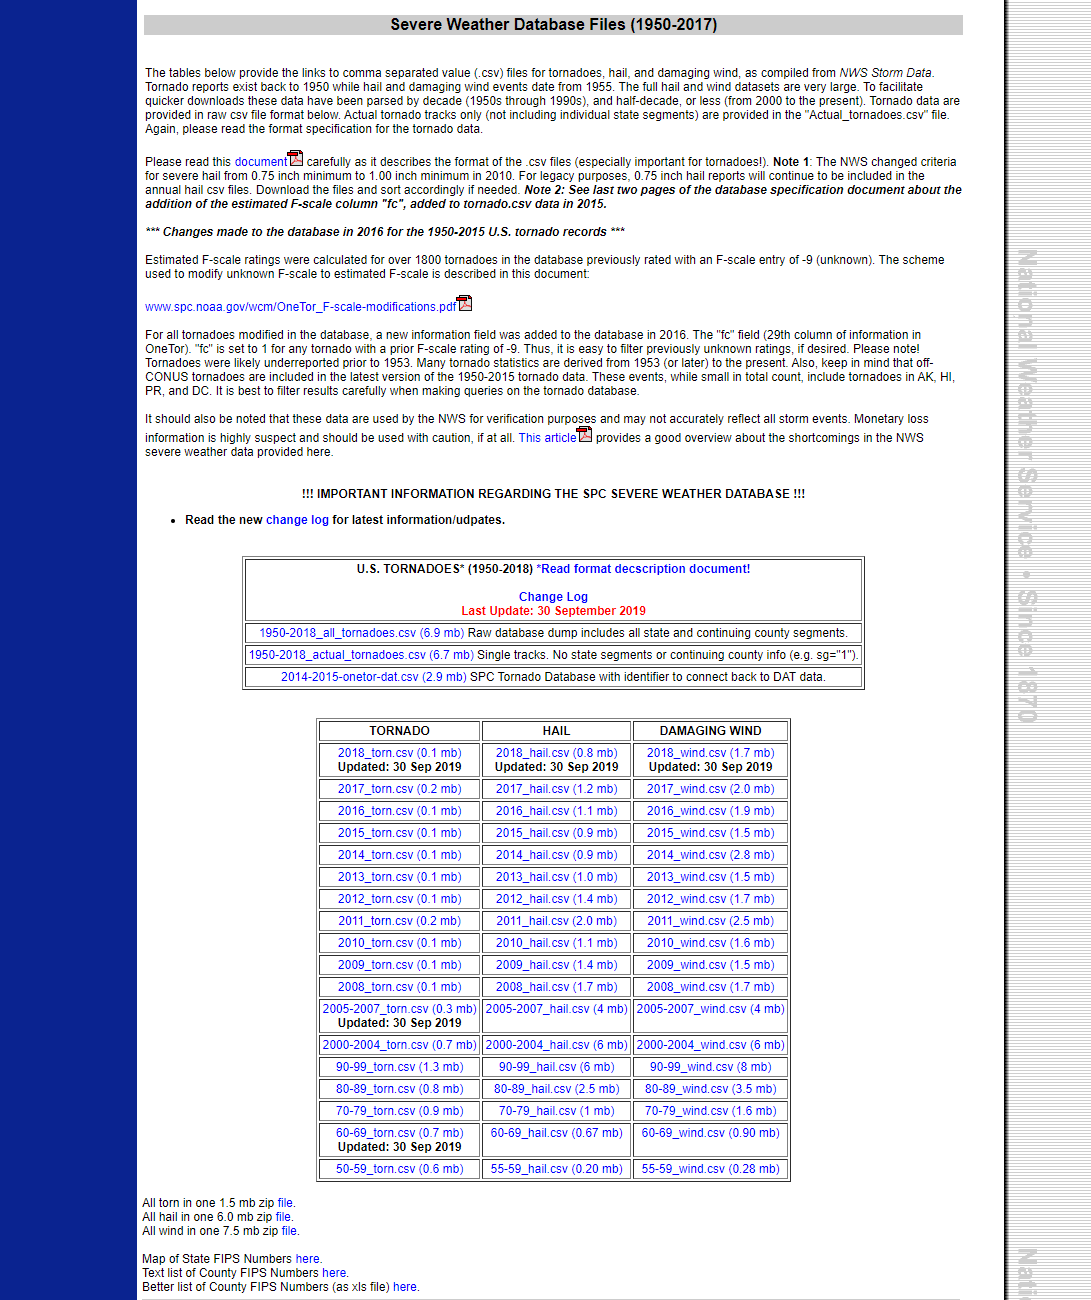 Severe Weather Database Files (1950-2017)
The tables below provide the links to comma separated value (.csv) files for tornadoes, hail, and damaging wind, as compiled from NWS Storm Data.
Tornado reports exist back to 1950 while hail and damaging wind events date from 1955. The full hail and wind datasets are very large. To facilitate
quicker downloads these data have been parsed by decade (1950s through 1990s), and half-decade, or less (from 2000 to the present). Tornado data are
provided in raw csv file format below. Actual tornado tracks only (not including individual state segments) are provided in the "Actual_tornadoes.csv" file.
Again, please read the format specification for the tornado data.
Please read this document carefully as it describes the format of the .csv files (especially important for tornadoes!). Note 1: The NWS changed criteria
for severe hail from 0.75 inch minimum to 1.00 inch minimum in 2010. For legacy purposes, 0.75 inch hail reports will continue to be included in the
annual hail csv files. Download the files and sort accordingly if needed. Note 2: See last two pages of the database specification document about the
addition of the estimated F-scale column "fc", added to tornado.csv data in 2015.
*** Changes made to the database in 2016 for the 1950-2015 U.S. tornado records ***
Estimated F-scale ratings were calculated for over 1800 tornadoes in the database previously rated with an F-scale entry of -9 (unknown). The scheme
used to modify unknown F-scale to estimated F-scale is described in this document:
www.spc.noaa.gov/wcm/OneTor_F-scale-modifications.pdf
For all tornadoes modified in the database, a new information field was added to the database in 2016. The "fc" field (29th column of information in
OneTor). "fc" is set to 1 for any tornado with a prior F-scale rating of -9. Thus, it is easy to filter previously unknown ratings, if desired. Please note!
Tornadoes were likely underreported prior to 1953. Many tornado statistics are derived from 1953 (or later) to the present. Also, keep in mind that off-
CONUS tornadoes are included in the latest version of the 1950-2015 tornado data. These events, while small in total count, include tornadoes in AK, HI,
PR, and DC. It is best to filter results carefully when making queries on the tornado database.
It should also be noted that these data are used by the NWS for verification purposes and may not accurately reflect all storm events. Monetary loss
information is highly suspect and should be used with caution, if at all. This article provides a good overview about the shortcomings in the NWS
severe weather data provided here.
!!! IMPORTANT INFORMATION REGARDING THE SPC SEVERE WEATHER DATABASE !!!
• Read the new change log for latest information/udpates.
U.S. TORNADOES* (1950-2018) *Read format decscription document!
Change Log
Last Update: 30 September 2019
1950-2018_all_tornadoes.csv (6.9 mb) Raw database dump includes all state and continuing county segments.
1950-2018_actual_tornadoes.csv (6.7 mb) Single tracks. No state segments or continuing county info (e.g. sg="1").
2014-2015-onetor-dat.csv (2.9 mb) SPC Tornado Database with identifier to connect back to DAT data.
TORNADO HAIL DAMAGING WIND
2018_torn.csv (0.1 mb) 2018_hail.csv (0.8 mb) 2018_wind.csv (1.7 mb)
Updated: 30 Sep 2019 Updated: 30 Sep 2019 Updated: 30 Sep 2019
2017_torn.csv (0.2 mb) 2017_hail.csv (1.2 mb) 2017_wind.csv (2.0 mb)
2016_torn.csv (0.1 mb) 2016_hail.csv (1.1 mb) 2016_wind.csv (1.9 mb)
2015_torn.csv (0.1 mb) 2015_hail.csv (0.9 mb) 2015_wind.csv (1.5 mb)
2014_torn.csv (0.1 mb) 2014_hail.csv (0.9 mb) 2014_wind.csv (2.8 mb)
2013_torn.csv (0.1 mb) 2013_hail.csv (1.0 mb) 2013_wind.csv (1.5 mb)
2012_torn.csv (0.1 mb) 2012_hail.csv (1.4 mb) 2012_wind.csv (1.7 mb)
2011_torn.csv (0.2 mb) 2011_hail.csv (2.0 mb) 2011_wind.csv (2.5 mb)
2010_torn.csv (0.1 mb) 2010_hail.csv (1.1 mb) 2010_wind.csv (1.6 mb)
2009_torn.csv (0.1 mb) 2009_hail.csv (1.4 mb) 2009_wind.csv (1.5 mb)
2008_torn.csv (0.1 mb) 2008_hail.csv (1.7 mb) 2008_wind.csv (1.7 mb)
2005-2007_torn.csv (0.3 mb) 2005-2007_hail.csv (4 mb) 2005-2007_wind.csv (4 mb)
Updated: 30 Sep 2019
2000-2004_torn.csv (0.7 mb) 2000-2004_hail.csv (6 mb) 2000-2004_wind.csv (6 mb)
90-99_torn.csv (1.3 mb) 90-99_hail.csv (6 mb) 90-99_wind.csv (8 mb)
80-89_torn.csv (0.8 mb) 80-89_hail.csv (2.5 mb) 80-89_wind.csv (3.5 mb)
70-79_torn.csv (0.9 mb) 70-79_hail.csv (1 mb) 70-79_wind.csv (1.6 mb)
60-69_torn.csv (0.7 mb) 60-69_hail.csv (0.67 mb) 60-69_wind.csv (0.90 mb)
Updated: 30 Sep 2019
50-59_torn.csv (0.6 mb) 55-59_hail.csv (0.20 mb) 55-59_wind.csv (0.28 mb)
All torn in one 1.5 mb zip file.
All hail in one 6.0 mb zip file.
All wind in one 7.5 mb zip file.
Map of State FIPS Numbers here.
Text list of County FIPS Numbers here.
Better list of County FIPS Numbers (as xls file) here.
National Weather Service • Since 1870
Nati